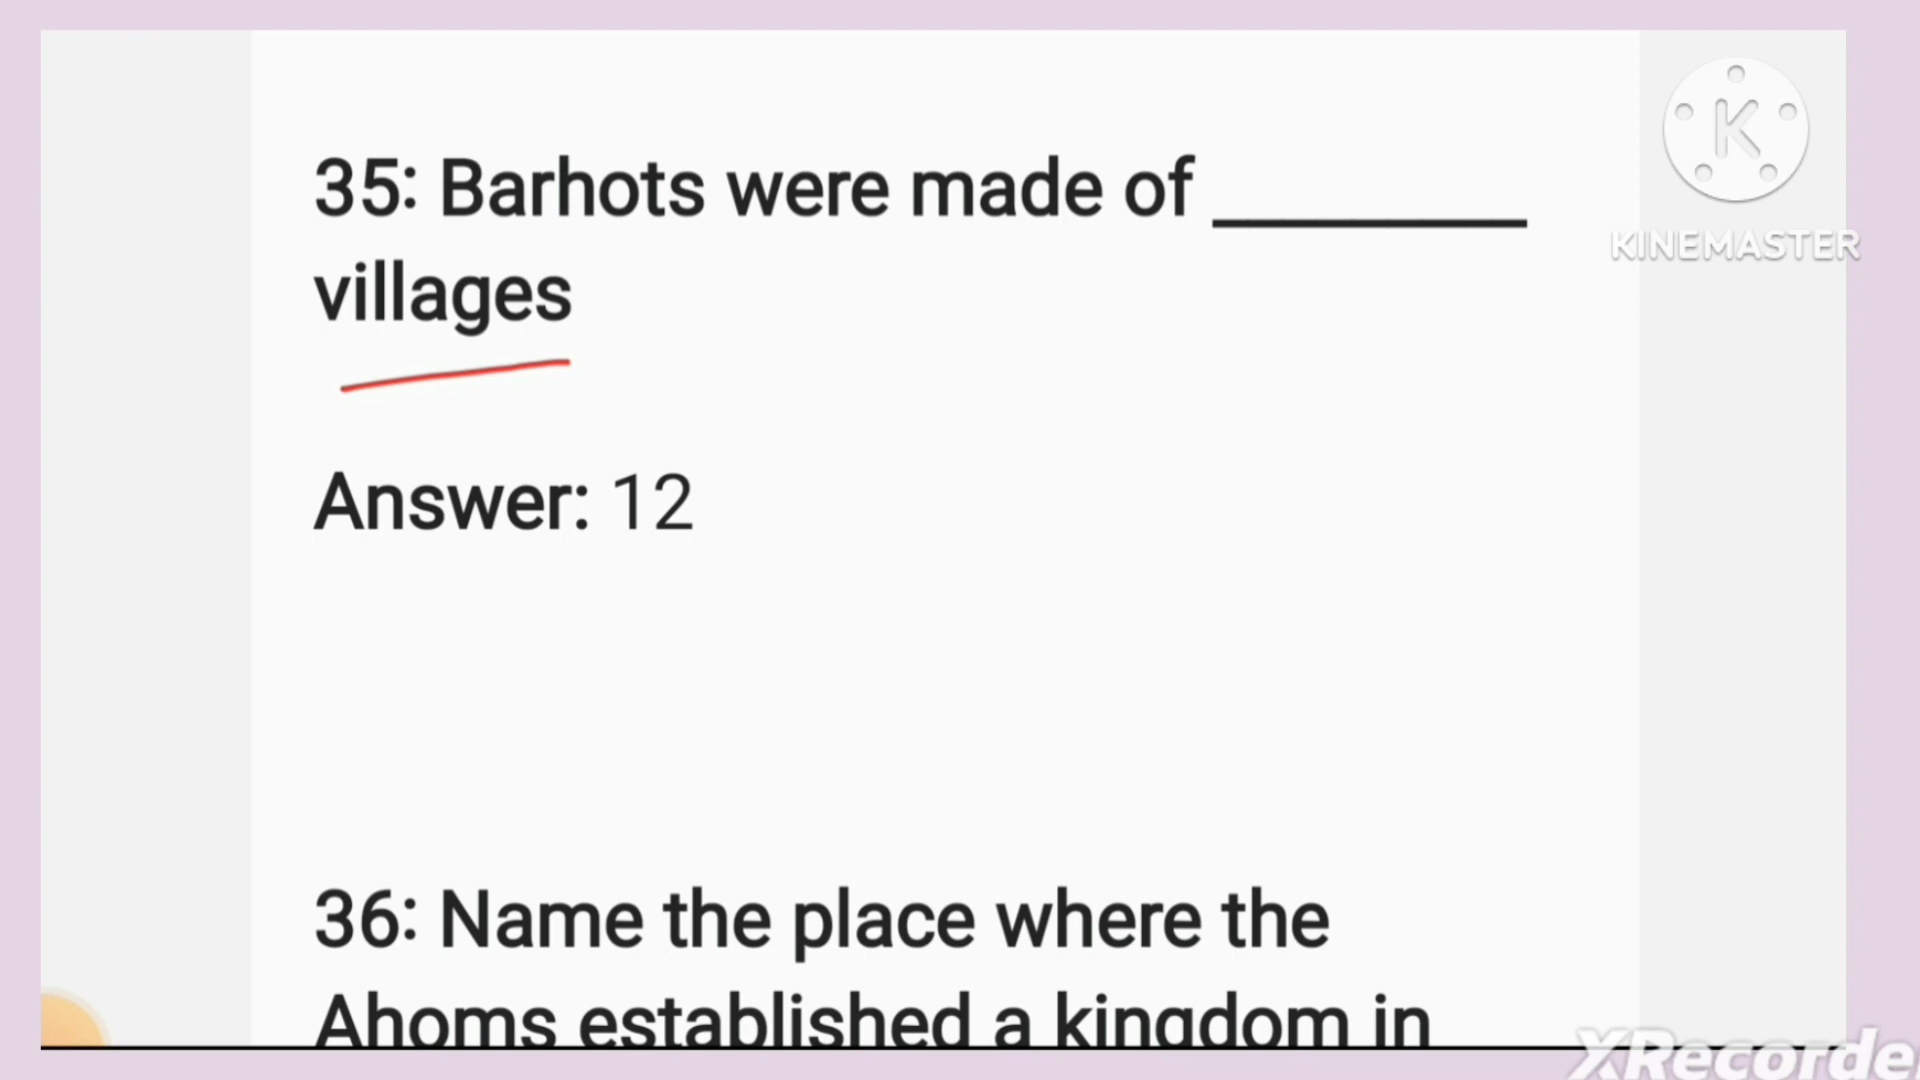 35: Barhots were made of ________
villages
Answer: 12
36: Name the place where the
Ahoms established a kingdom in
K
KINEMASTER
XRecorde